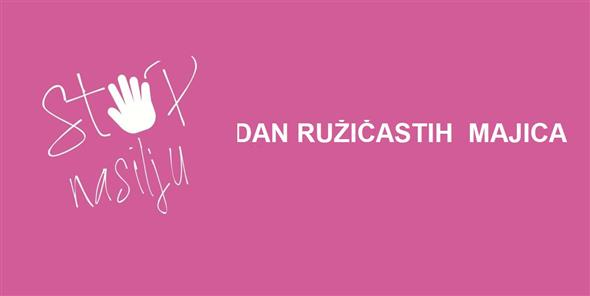 Stop
nasilju
DAN RUŽIČASTIH  MAJICA